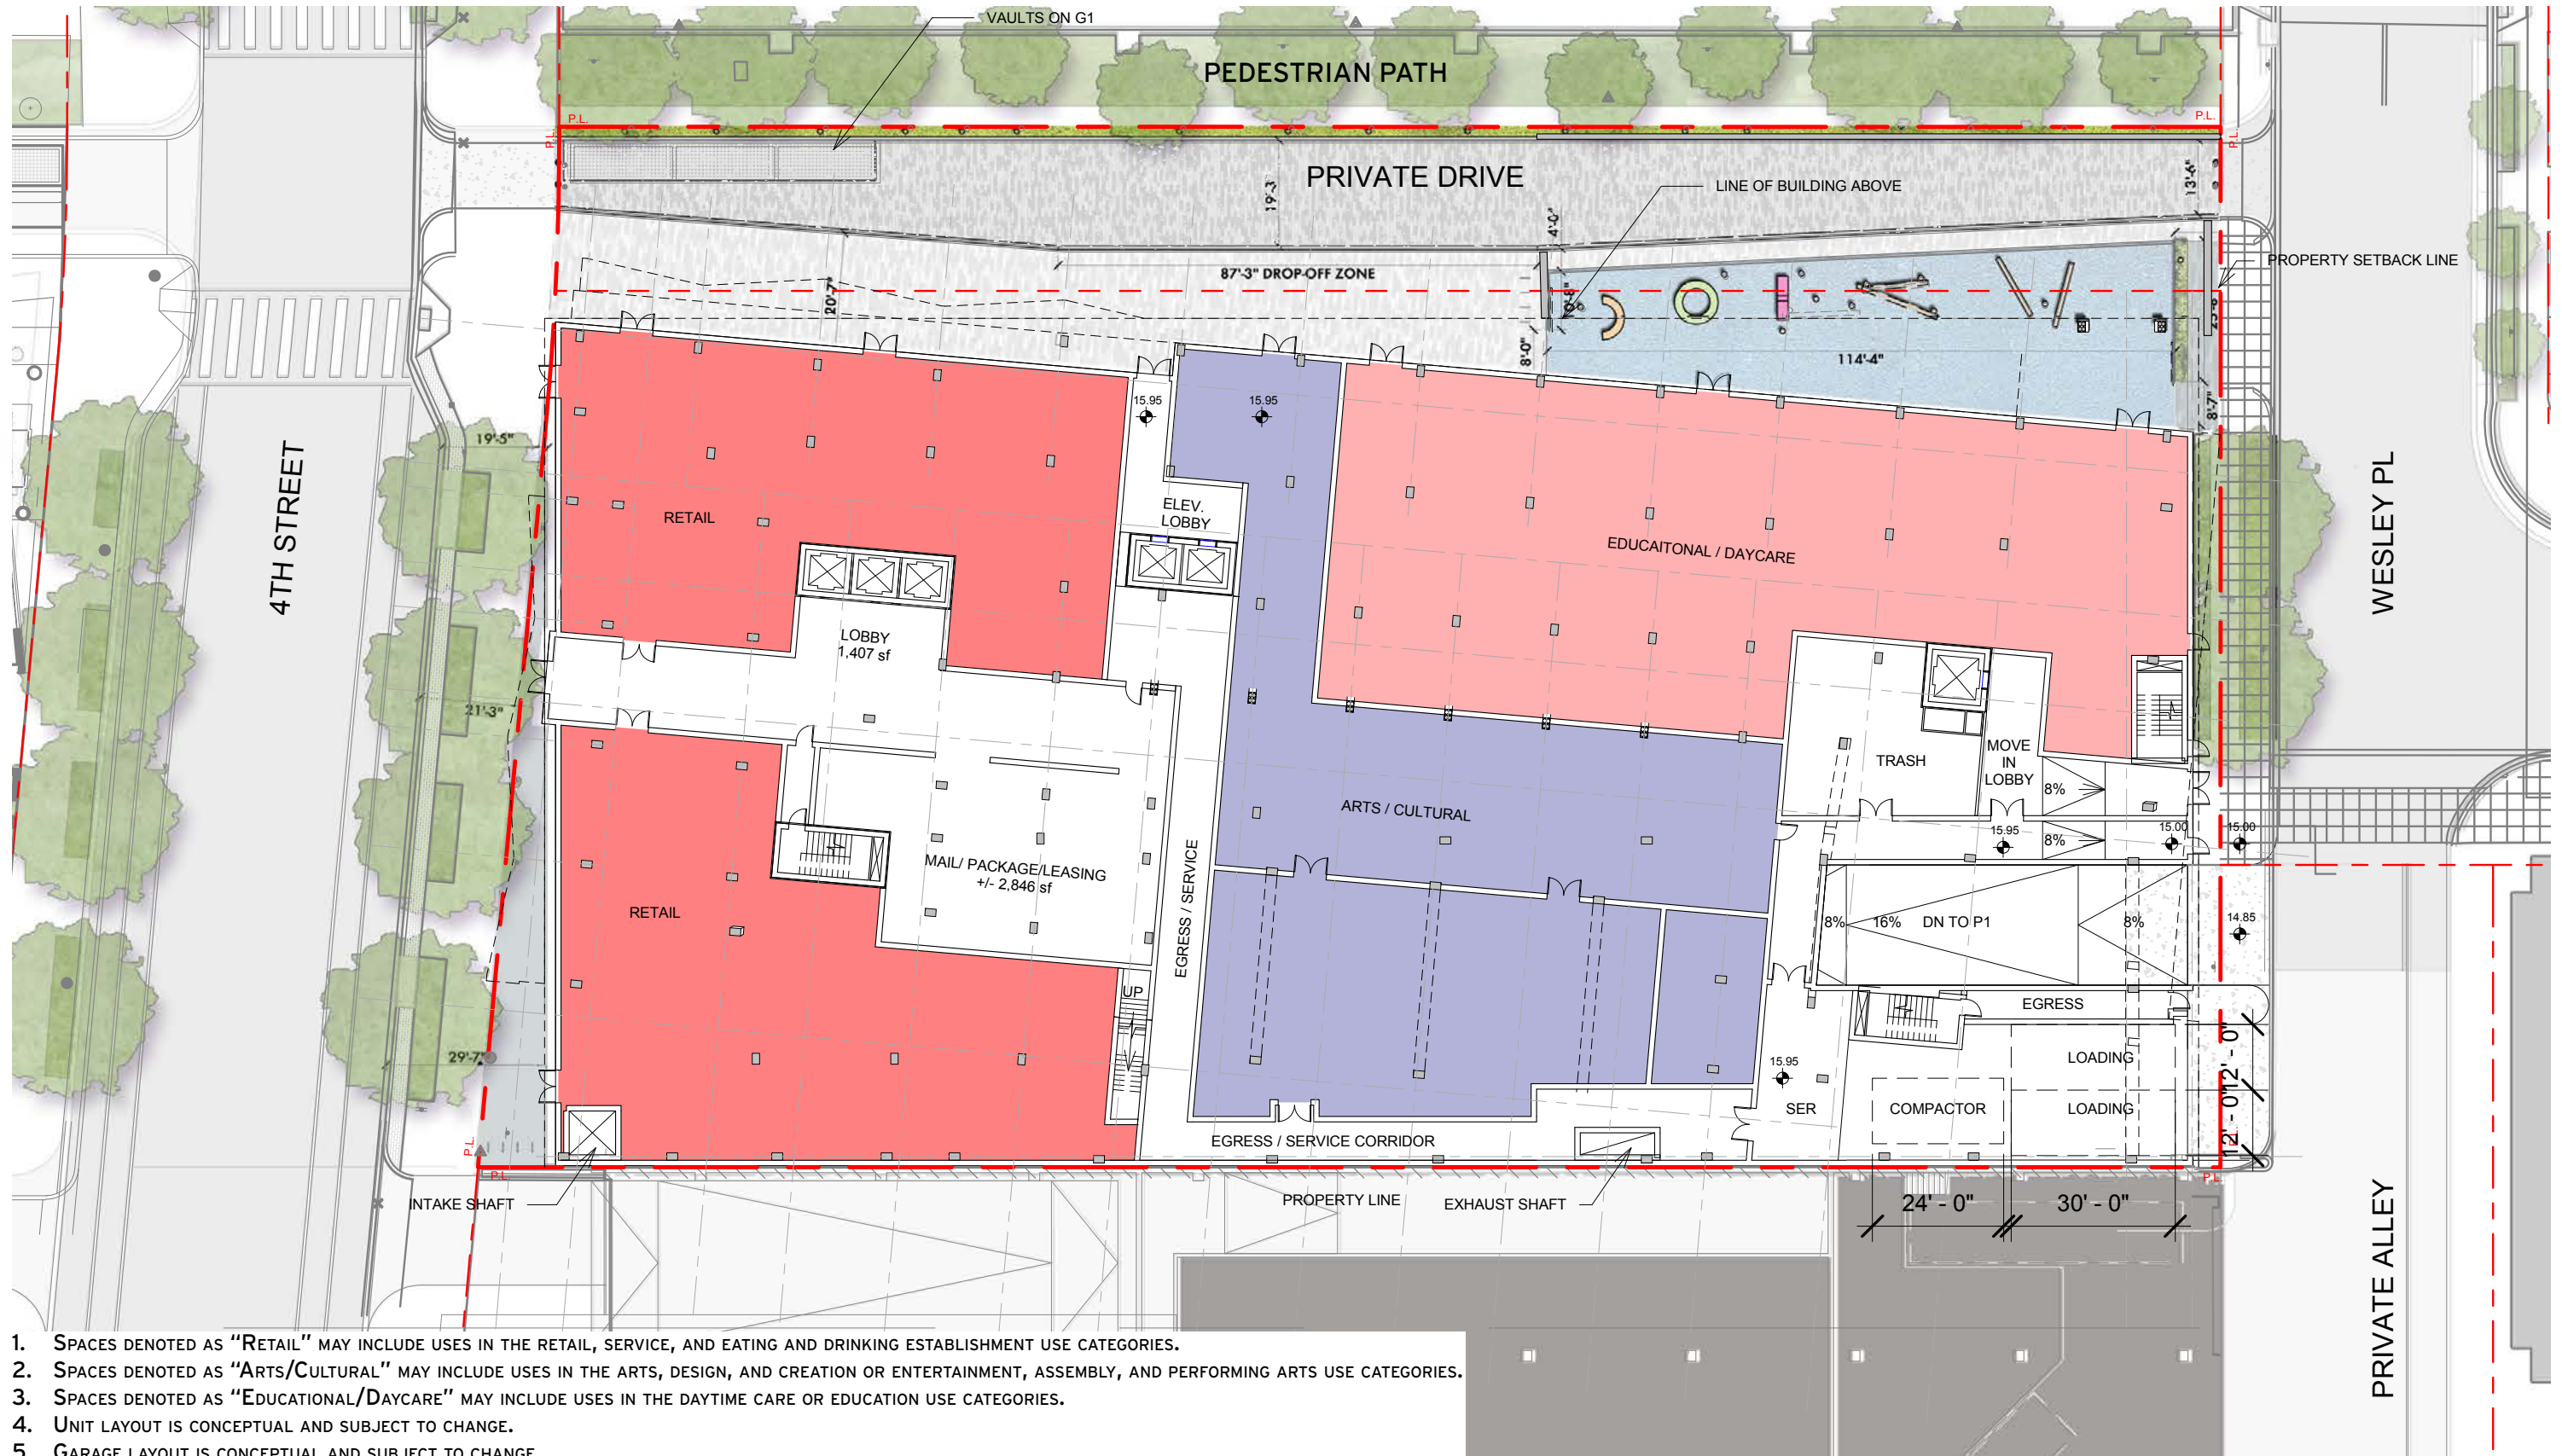 VAULTS ON G1
PEDESTRIAN PATH
P.L.
P.L.
P.L.
P.L.
PRIVATE DRIVE
19'-3"
13'-6"
LINE OF BUILDING ABOVE
4'-0"
PROPERTY SETBACK LINE
87'-3" DROP-OFF ZONE
20'-7"
8'-0"
114'-4"
8'-7"
15.95
15.95
19'-5"
4TH STREET
WESLEY PL
RETAIL
ELEV.
LOBBY
EDUCAITONAL / DAYCARE
LOBBY
1,407 sf
21'-3"
TRASH
MOVE
IN
LOBBY
8%
ARTS / CULTURAL
15.95
8%
15.00
15.00
MAIL/ PACKAGE/LEASING
+/- 2,846 sf
EGRESS / SERVICE
RETAIL
8%
16%
DN TO P1
8%
14.85
UP
EGRESS
29'-7"
15.95
LOADING
12' - 0"
SER
COMPACTOR
LOADING
12' - 0"
EGRESS / SERVICE CORRIDOR
P.L.
P.L.
P.L.
P.L.
INTAKE SHAFT
PROPERTY LINE
EXHAUST SHAFT
24' - 0"
30' - 0"
PRIVATE ALLEY
1. SPACES DENOTED AS “RETAIL” MAY INCLUDE USES IN THE RETAIL, SERVICE, AND EATING AND DRINKING ESTABLISHMENT USE CATEGORIES.
2. SPACES DENOTED AS “ARTS/CULTURAL” MAY INCLUDE USES IN THE ARTS, DESIGN, AND CREATION OR ENTERTAINMENT, ASSEMBLY, AND PERFORMING ARTS USE CATEGORIES.
3. SPACES DENOTED AS “EDUCATIONAL/DAYCARE” MAY INCLUDE USES IN THE DAYTIME CARE OR EDUCATION USE CATEGORIES.
4. UNIT LAYOUT IS CONCEPTUAL AND SUBJECT TO CHANGE.
5. GARAGE LAYOUT IS CONCEPTUAL AND SUBJECT TO CHANGE